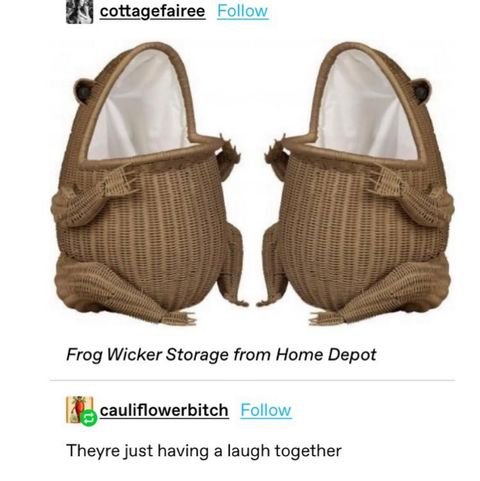 cottagefairee Follow
Frog Wicker Storage from Home Depot
cauliflowerbitch Follow
Theyre just having a laugh together